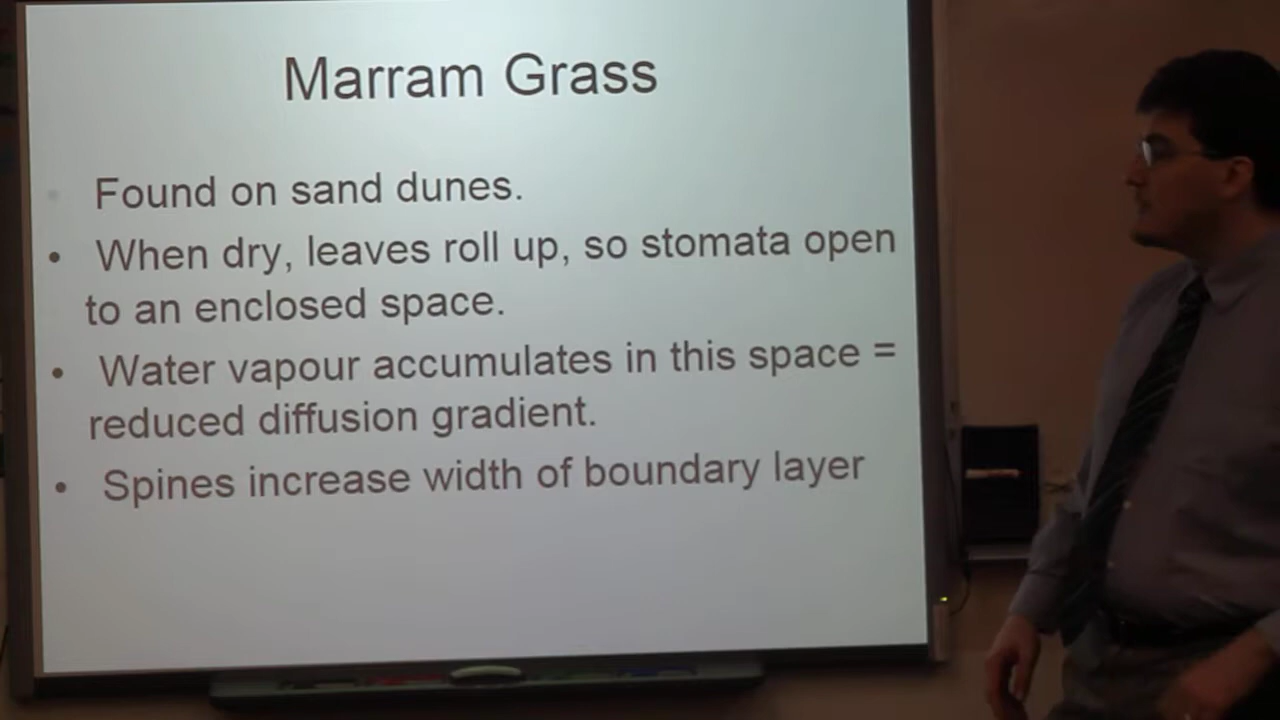 Marram Grass
• Found on sand dunes.
• When dry, leaves roll up, so stomata open
to an enclosed space.
• Water vapour accumulates in this space =
reduced diffusion gradient.
• Spines increase width of boundary layer